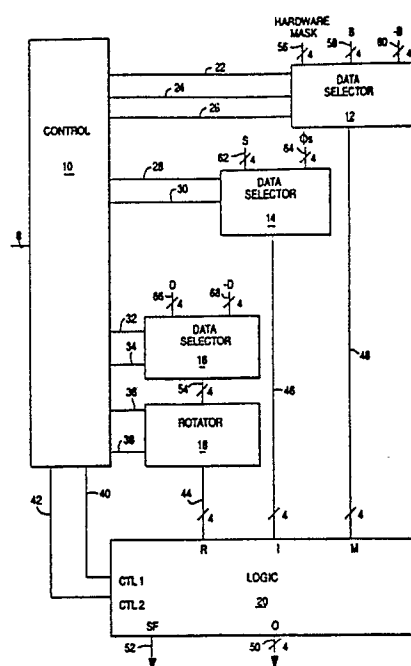 HARDWARE
MASK
56
4
B
58
4
-B
60
4
22
24
26
DATA
SELECTOR
12
CONTROL
10
S
62
4
ϕs
64
4
28
30
DATA
SELECTOR
14
8
D
66
4
-D
68
4
32
34
DATA
SELECTOR
16
54
4
36
38
ROTATOR
18
48
46
42
40
44
4
4
4
R
I
M
CTL 1
CTL 2
LOGIC
20
SF
O
52
50
4